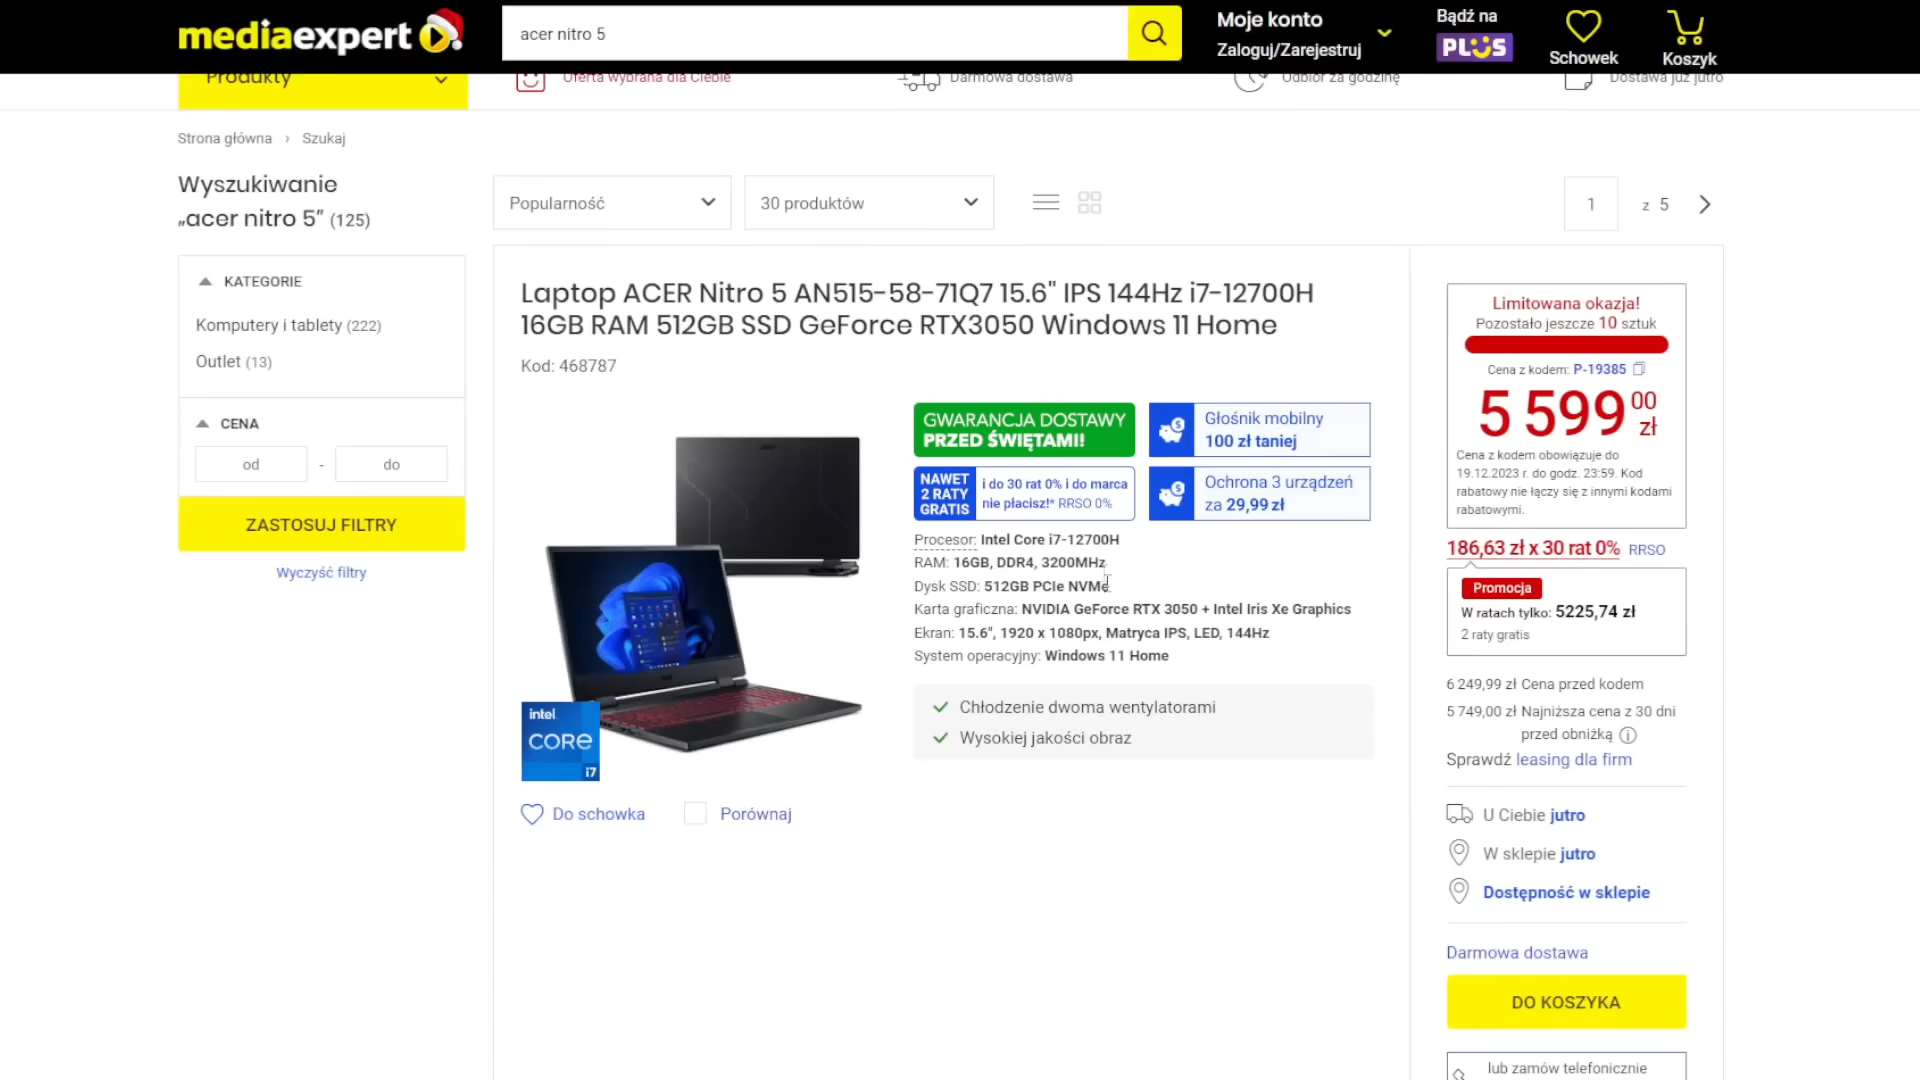 mediaexpert
acer nitro 5
Moje konto
Zaloguj/Zarejestruj
Bądź na
PLUS
Schowek
Koszyk
Produkty
Oferta wybrana dla Ciebie
Darmowa dostawa
Odbiór za godzinę
Dostawa już jutro
Strona główna › Szukaj
Wyszukiwanie
„acer nitro 5” (125)
Popularność
30 produktów
1 z 5
KATEGORIE
Komputery i tablety (222)
Outlet (13)
CENA
od - do
ZASTOSUJ FILTRY
Wyczyść filtry
Laptop ACER Nitro 5 AN515-58-71Q7 15.6" IPS 144Hz i7-12700H
16GB RAM 512GB SSD GeForce RTX3050 Windows 11 Home
Kod: 468787
intel
CORE
i7
Do schowka
Porównaj
GWARANCJA DOSTAWY
PRZED ŚWIĘTAMI!
Głośnik mobilny
100 zł taniej
NAWET
2 RATY
GRATIS
i do 30 rat 0% i do marca
nie płacisz!* RRSO 0%
Ochrona 3 urządzeń
za 29,99 zł
Procesor: Intel Core i7-12700H
RAM: 16GB, DDR4, 3200MHz
Dysk SSD: 512GB PCIe NVMe
Karta graficzna: NVIDIA GeForce RTX 3050 + Intel Iris Xe Graphics
Ekran: 15.6", 1920 x 1080px, Matryca IPS, LED, 144Hz
System operacyjny: Windows 11 Home
Chłodzenie dwoma wentylatorami
Wysokiej jakości obraz
Limitowana okazja!
Pozostało jeszcze 10 sztuk
Cena z kodem: P-19385
5 599 00 zł
Cena z kodem obowiązuje do
19.12.2023 r. do godz. 23:59. Kod
rabatowy nie łączy się z innymi kodami
rabatowymi.
186,63 zł x 30 rat 0% RRSO
Promocja
W ratach tylko: 5225,74 zł
2 raty gratis
6 249,99 zł Cena przed kodem
5 749,00 zł Najniższa cena z 30 dni
przed obniżką
Sprawdź leasing dla firm
U Ciebie jutro
W sklepie jutro
Dostępność w sklepie
Darmowa dostawa
DO KOSZYKA
lub zamów telefonicznie